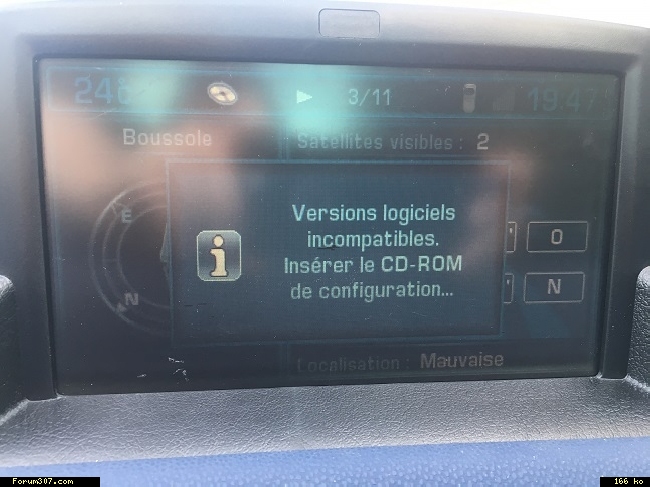 24°
3/11
19:47
Boussole
Satellites visibles : 2
Versions logiciels
incompatibles.
Insérer le CD-ROM
de configuration...
E
N
O
N
Localisation : Mauvaise
Forum307.com
166 ko